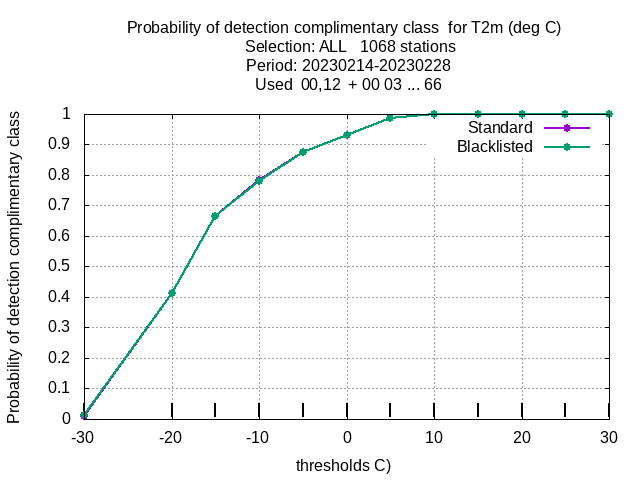 Probability of detection complimentary class  for T2m (deg C)
Selection: ALL   1068 stations
Period: 20230214-20230228
Used  00,12  + 00 03 ... 66
Probability of detection complimentary class
1
0.9
0.8
0.7
0.6
0.5
0.4
0.3
0.2
0.1
0
Standard
Blacklisted
-30 -20 -10 0 10 20 30
thresholds C)